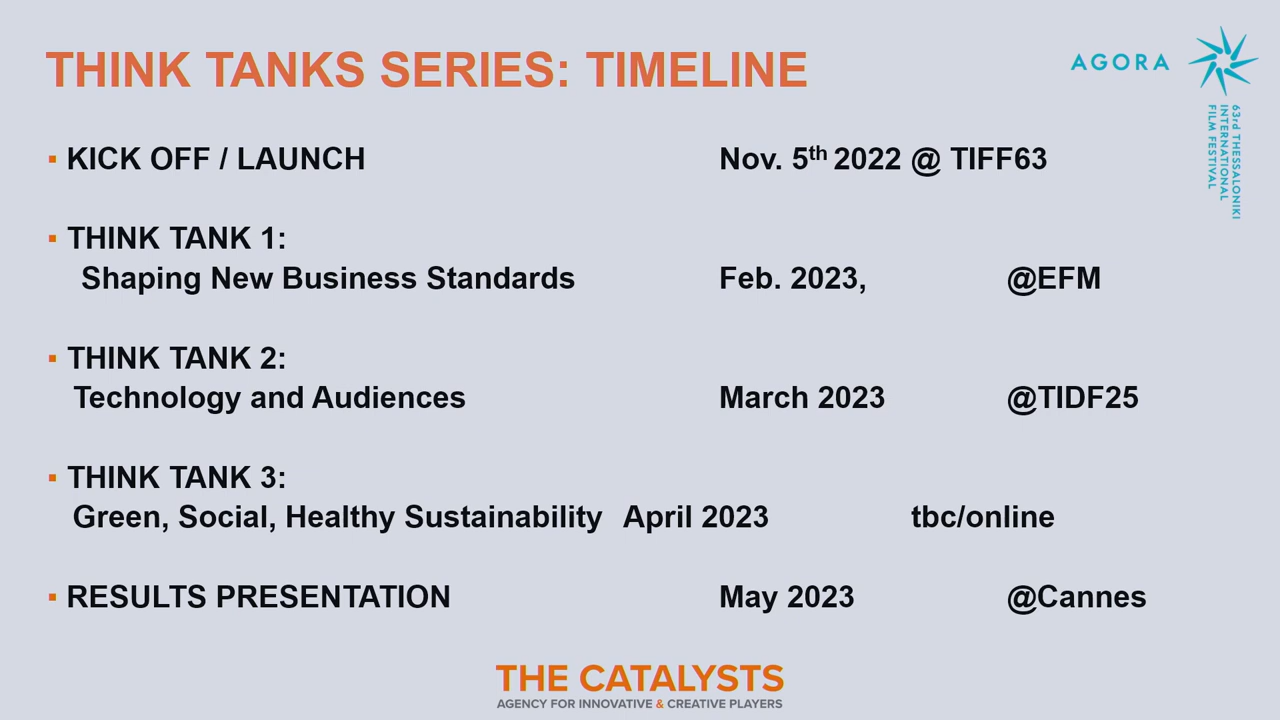 THINK TANKS SERIES: TIMELINE
AGORA
63rd THESSALONIKI
INTERNATIONAL
FILM FESTIVAL
▪ KICK OFF / LAUNCH Nov. 5th 2022 @ TIFF63
▪ THINK TANK 1:
Shaping New Business Standards Feb. 2023, @EFM
▪ THINK TANK 2:
Technology and Audiences March 2023 @TIDF25
▪ THINK TANK 3:
Green, Social, Healthy Sustainability April 2023 tbc/online
▪ RESULTS PRESENTATION May 2023 @Cannes
THE CATALYSTS
AGENCY FOR INNOVATIVE & CREATIVE PLAYERS